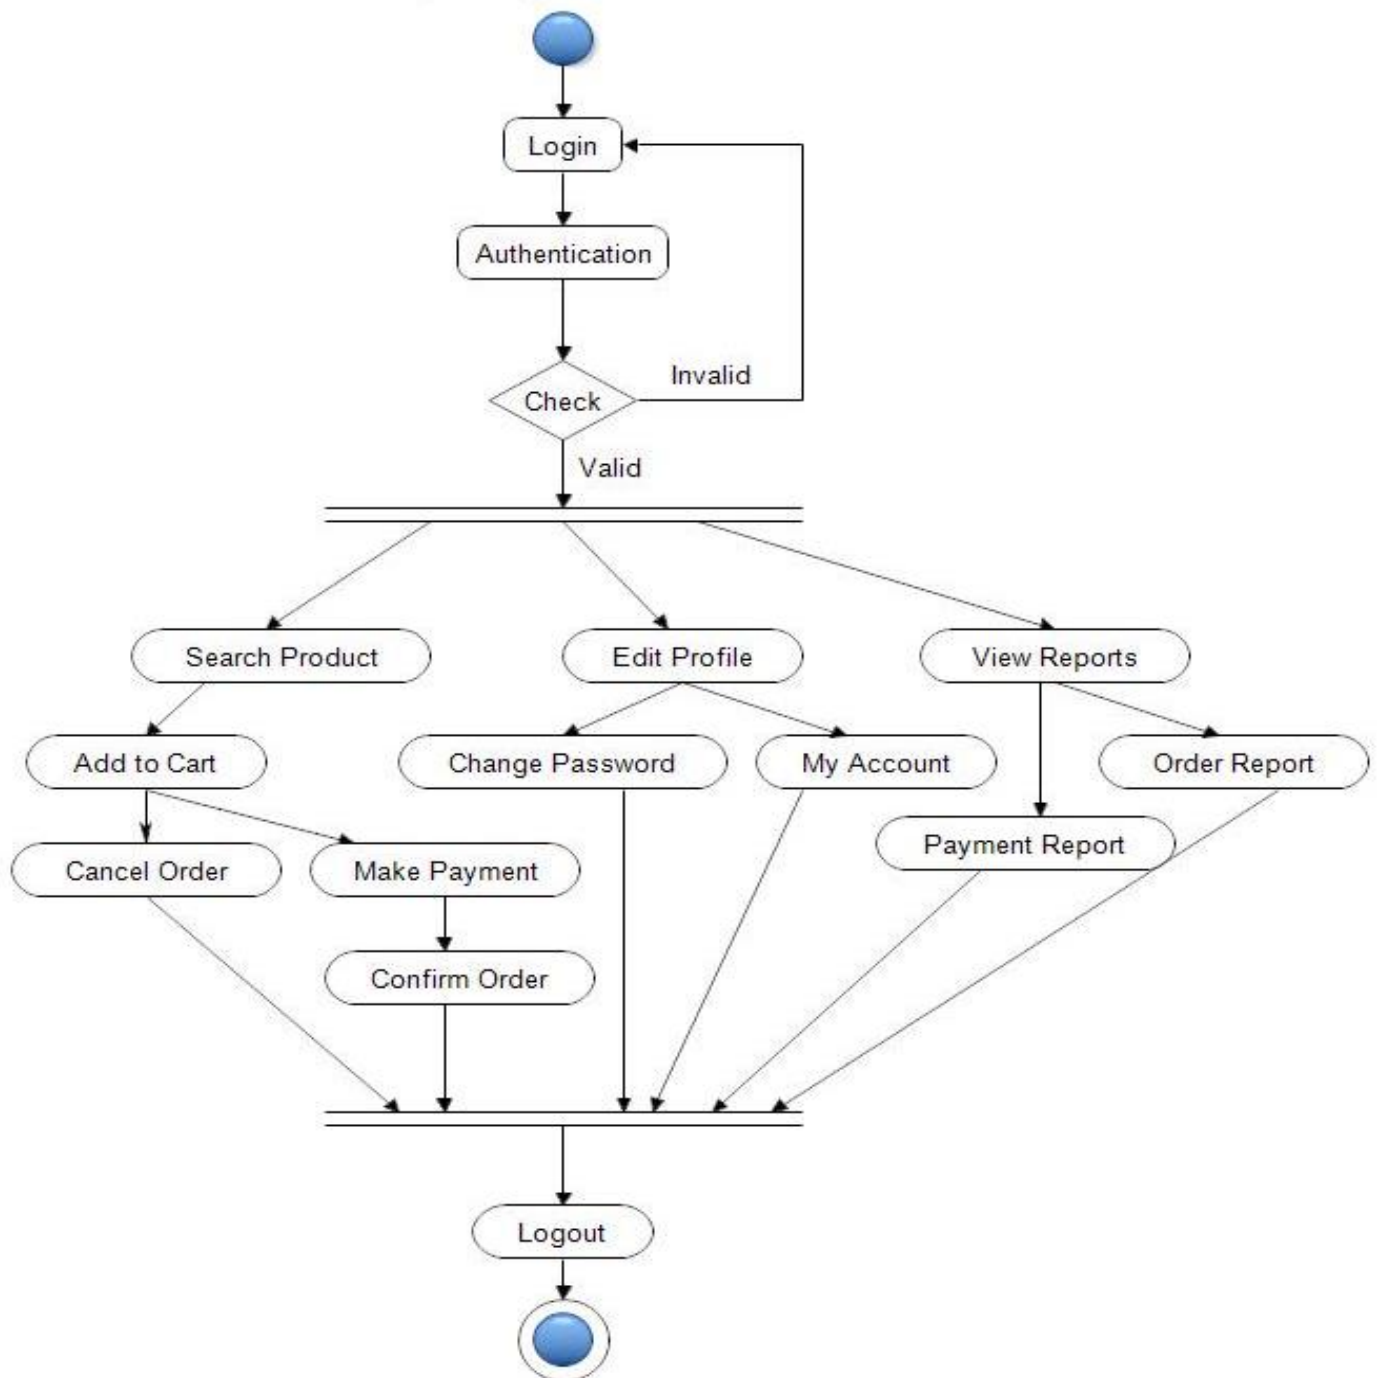 Login
Authentication
Invalid
Check
Valid
Search Product
Edit Profile
View Reports
Add to Cart
Change Password
My Account
Order Report
Payment Report
Cancel Order
Make Payment
Confirm Order
Logout